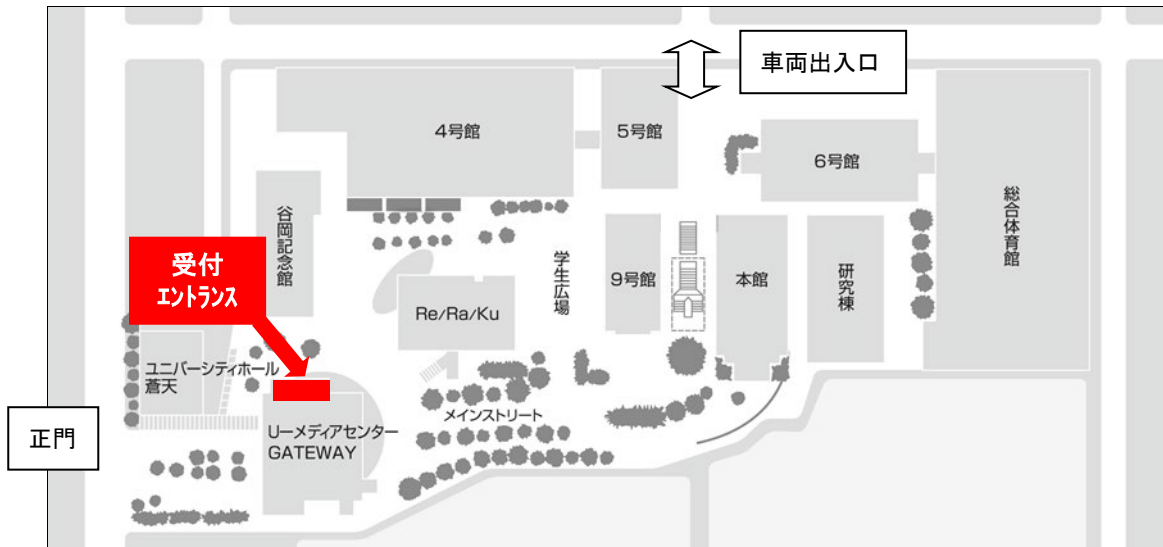 車両出入口
4号館
5号館
6号館
総合体育館
谷岡記念館
受付
エントランス
学生広場
9号館
本館
研究棟
Re/Ra/Ku
ユニバーシティホール
蒼天
メインストリート
正門
Uーメディアセンター
GATEWAY